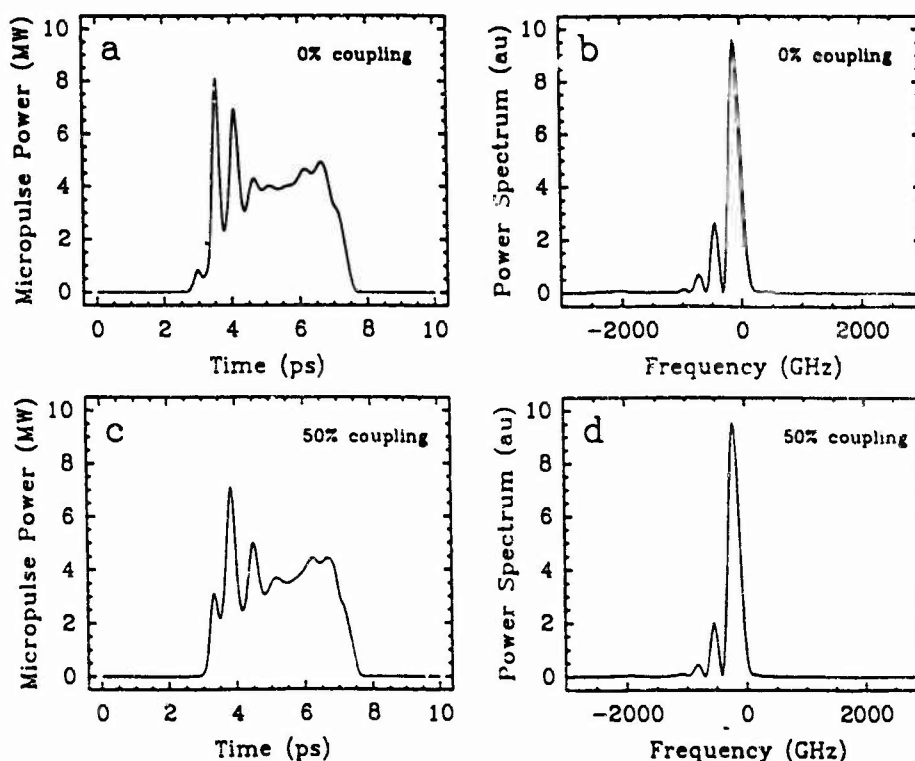 a
0% coupling
Micropulse Power (MW)
10
8
6
4
2
0
0 2 4 6 8 10
Time (ps)
b
0% coupling
Power Spectrum (au)
10
8
6
4
2
0
−2000 0 2000
Frequency (GHz)
c
50% coupling
Micropulse Power (MW)
10
8
6
4
2
0
0 2 4 6 8 10
Time (ps)
d
50% coupling
Power Spectrum (au)
10
8
6
4
2
0
−2000 0 2000
Frequency (GHz)